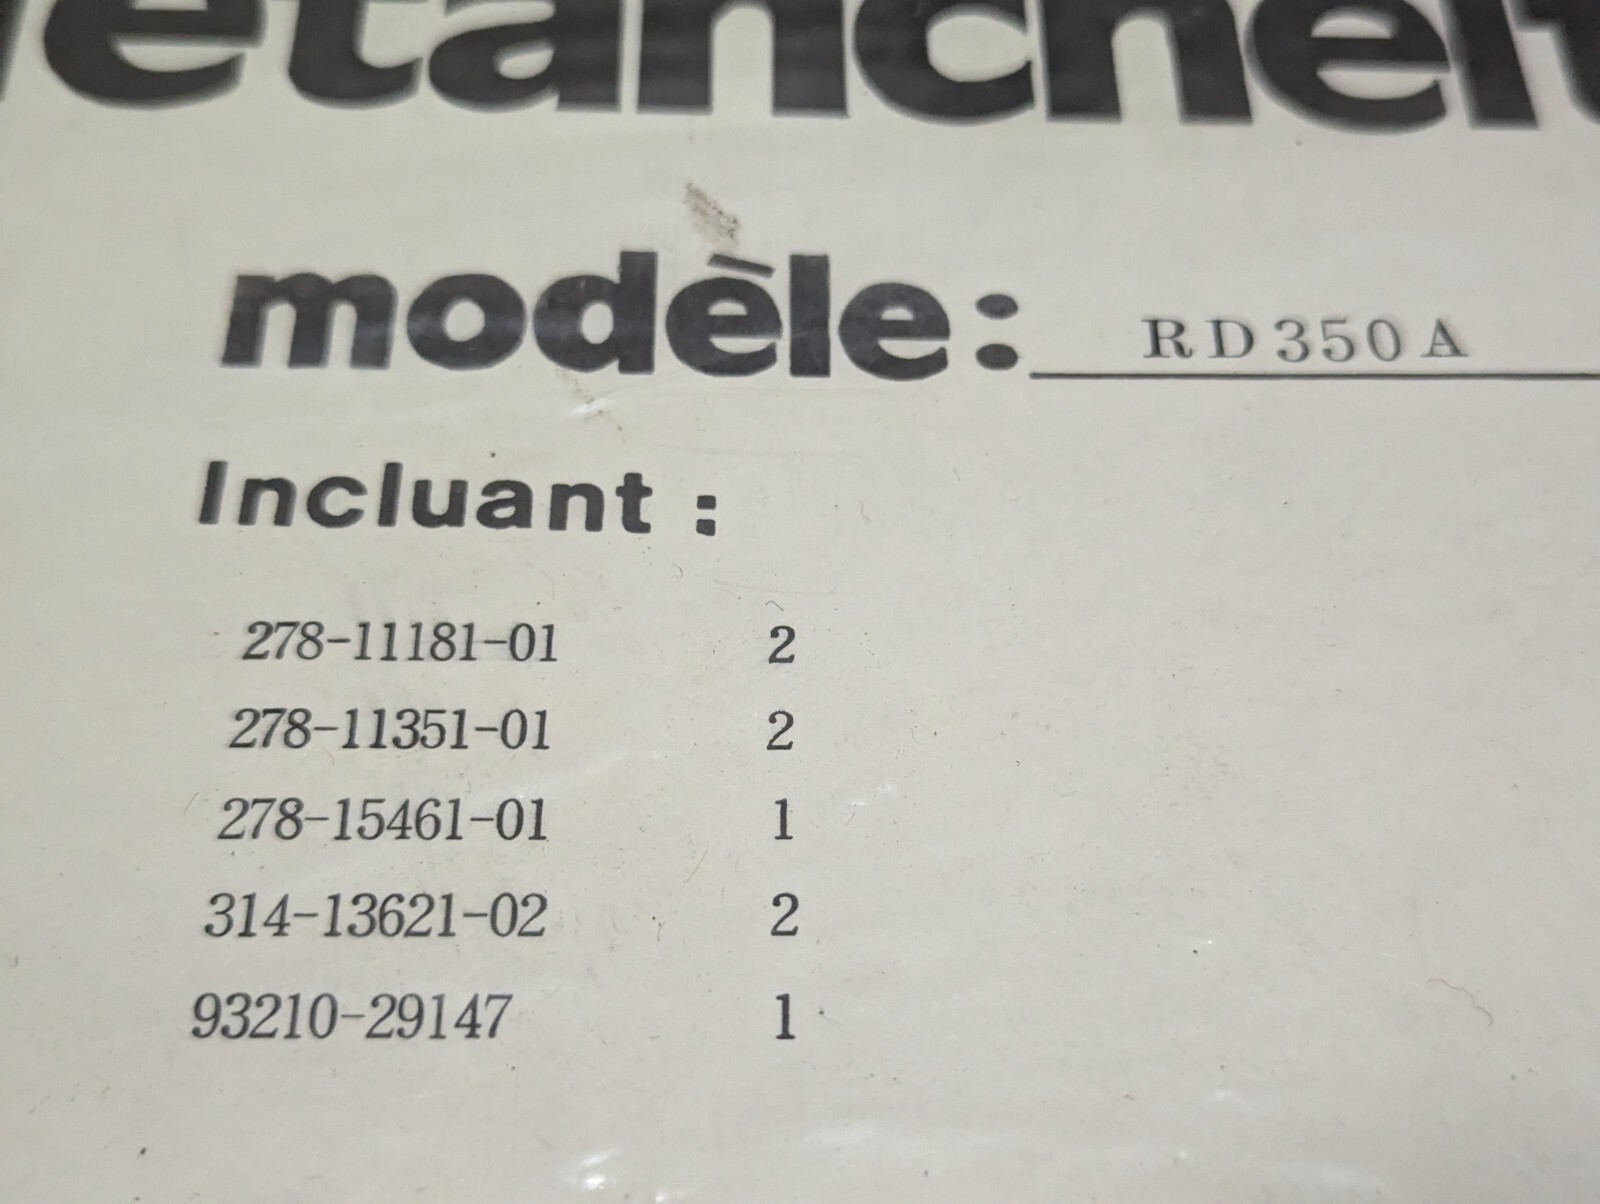 modèle: RD350A
Incluant :
278-11181-01 2
278-11351-01 2
278-15461-01 1
314-13621-02 2
93210-29147 1